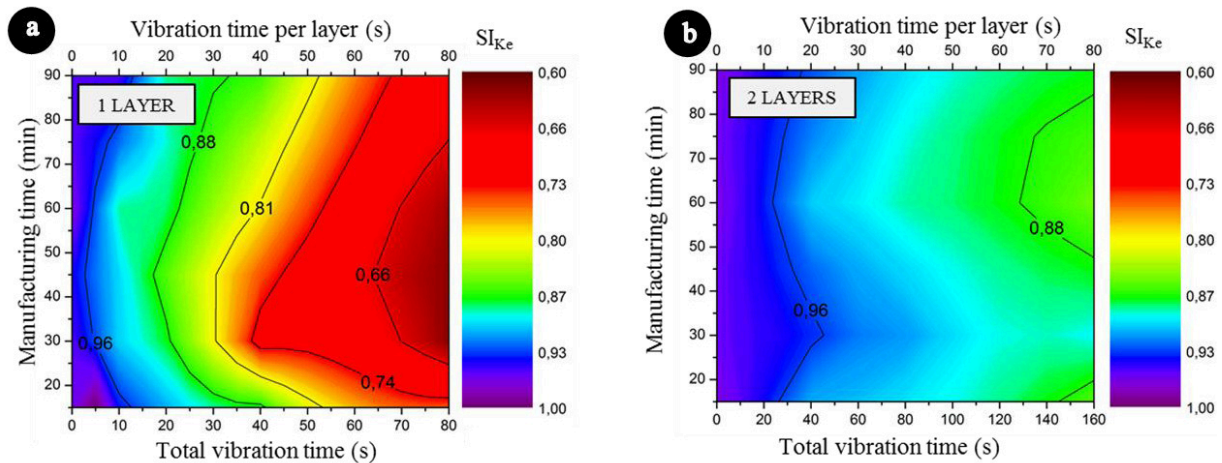 a
Vibration time per layer (s)
SIKe
0 10 20 30 40 50 60 70 80
Manufacturing time (min)
90
80
70
60
50
40
30
20
1 LAYER
0,88
0,81
0,66
0,96
0,74
0,60
0,66
0,73
0,80
0,87
0,93
1,00
0 10 20 30 40 50 60 70 80
Total vibration time (s)
b
Vibration time per layer (s)
SIKe
0 10 20 30 40 50 60 70 80
Manufacturing time (min)
90
80
70
60
50
40
30
20
2 LAYERS
0,88
0,96
0,60
0,66
0,73
0,80
0,87
0,93
1,00
0 20 40 60 80 100 120 140 160
Total vibration time (s)